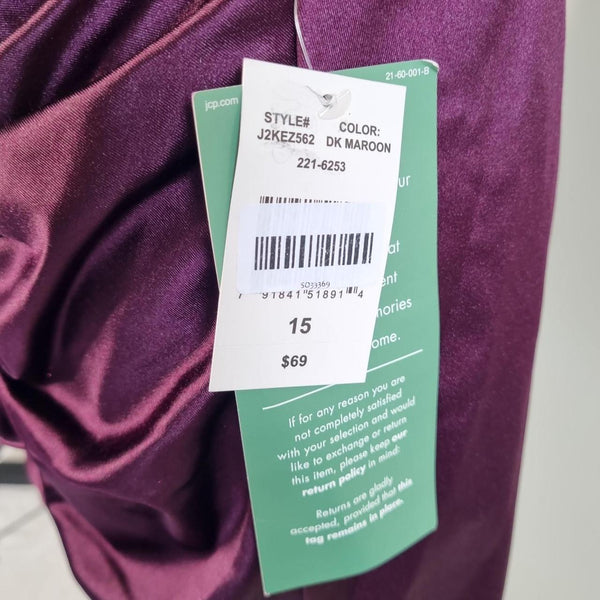 21-60-001-B
jcp.com
STYLE# COLOR:
J2KEZ562 DK MAROON
221-6253
S033369
7 91841 51891 4
15
$69
If for any reason you are
not completely satisfied
with your selection and would
like to exchange or return
this item, please keep our
return policy in mind:
Returns are gladly
accepted, provided that this
tag remains in place.